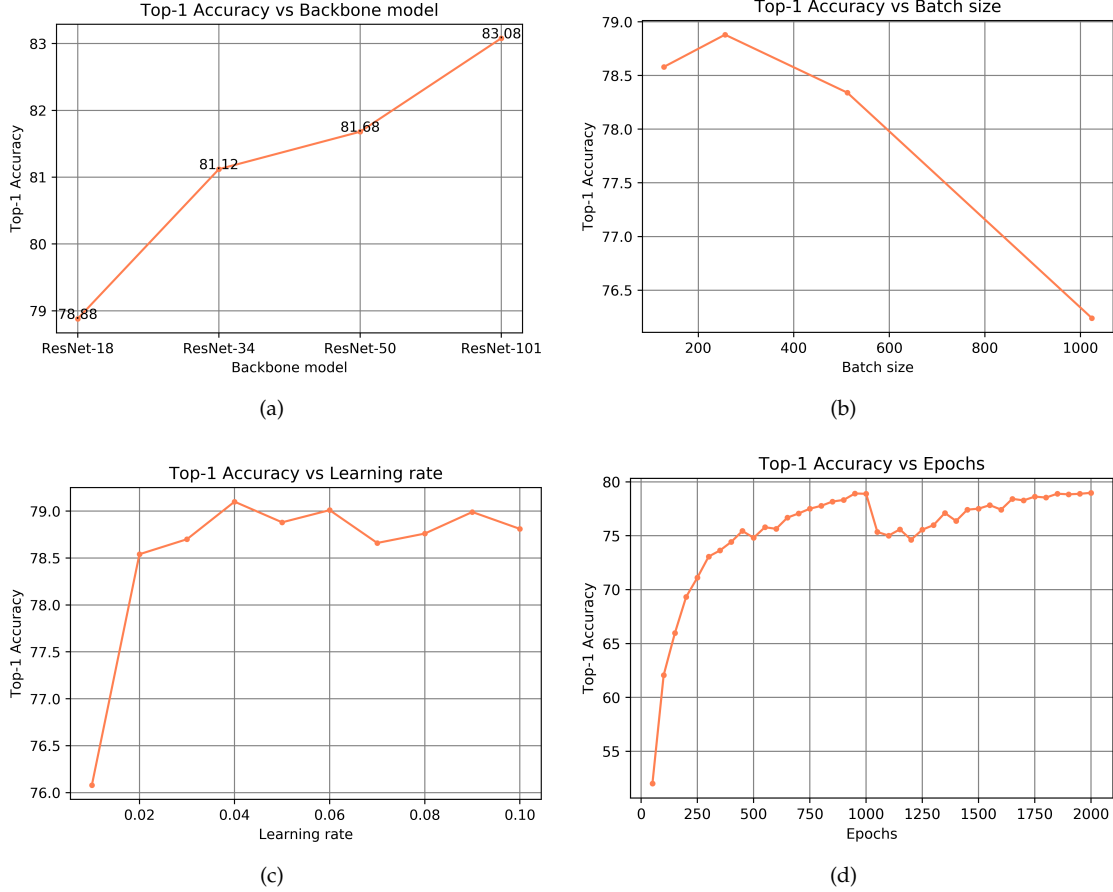 Top-1 Accuracy vs Backbone model
83
82
81
80
79
Top-1 Accuracy
78.88
81.12
81.68
83.08
ResNet-18 ResNet-34 ResNet-50 ResNet-101
Backbone model
(a)
Top-1 Accuracy vs Batch size
79.0
78.5
78.0
77.5
77.0
76.5
Top-1 Accuracy
200 400 600 800 1000
Batch size
(b)
Top-1 Accuracy vs Learning rate
79.0
78.5
78.0
77.5
77.0
76.5
76.0
Top-1 Accuracy
0.02 0.04 0.06 0.08 0.10
Learning rate
(c)
Top-1 Accuracy vs Epochs
80
75
70
65
60
55
Top-1 Accuracy
0 250 500 750 1000 1250 1500 1750 2000
Epochs
(d)